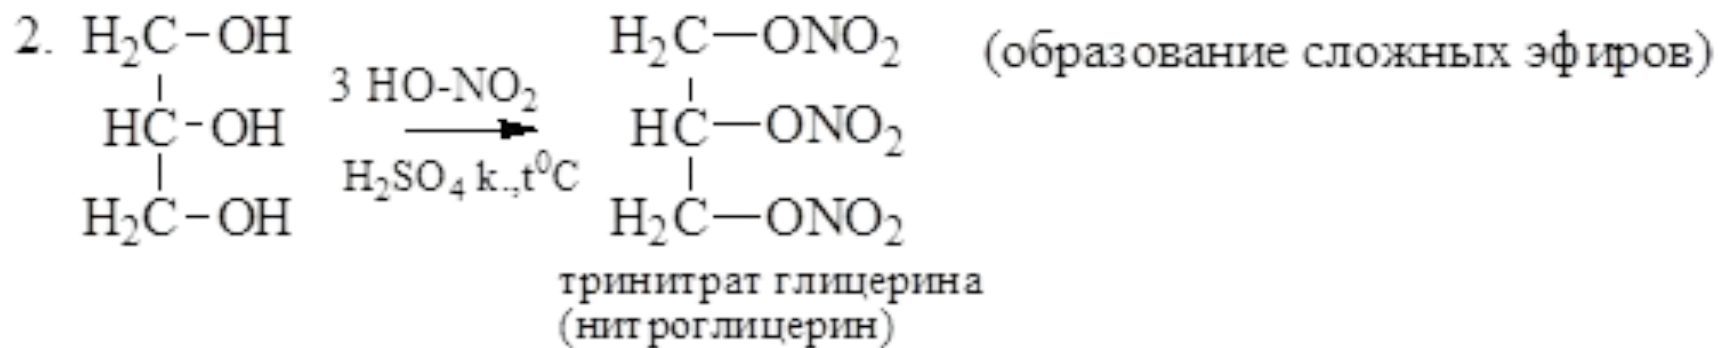 2. H₂C–OH H₂C—ONO₂ (образование сложных эфиров)
3 HO-NO₂
HC–OH HC—ONO₂
H₂SO₄ k.,t⁰C
H₂C–OH H₂C—ONO₂
тринитрат глицерина
(нитроглицерин)